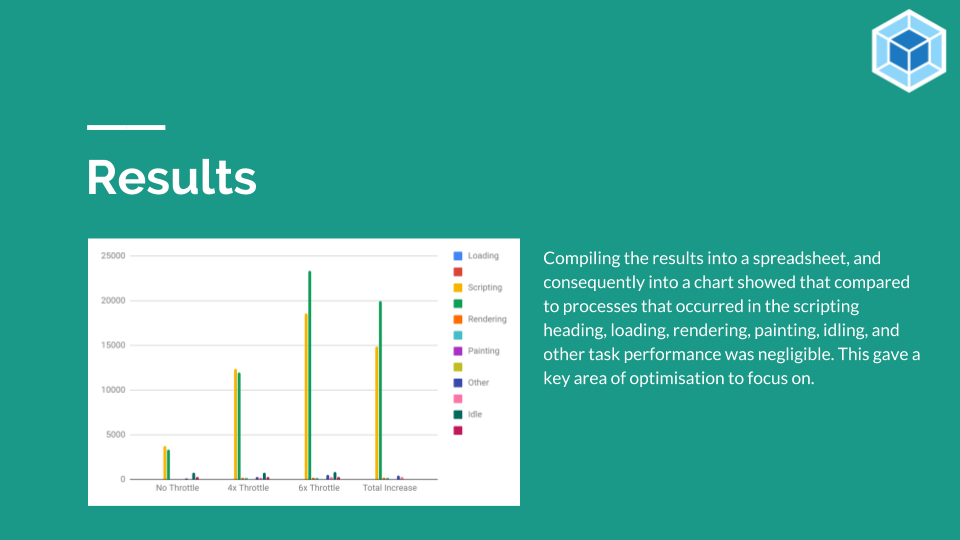 Results
25000
20000
15000
10000
5000
0
No Throttle
4x Throttle
6x Throttle
Total Increase
Loading
Scripting
Rendering
Painting
Other
Idle
Compiling the results into a spreadsheet, and
consequently into a chart showed that compared
to processes that occurred in the scripting
heading, loading, rendering, painting, idling, and
other task performance was negligible. This gave a
key area of optimisation to focus on.